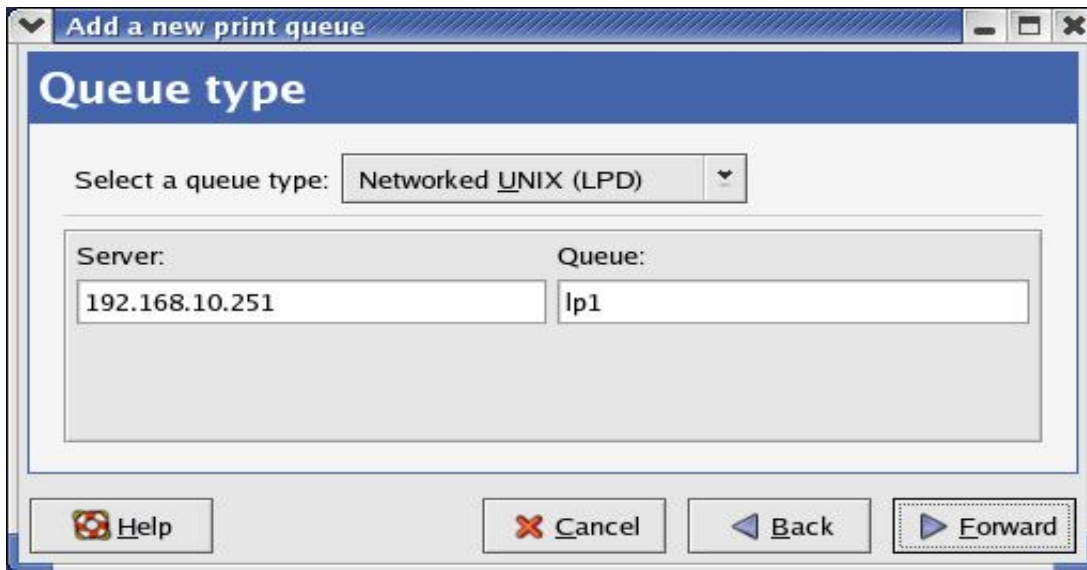 Add a new print queue
Queue type
Select a queue type: Networked UNIX (LPD)
Server: Queue:
192.168.10.251 lp1
Help Cancel Back Forward